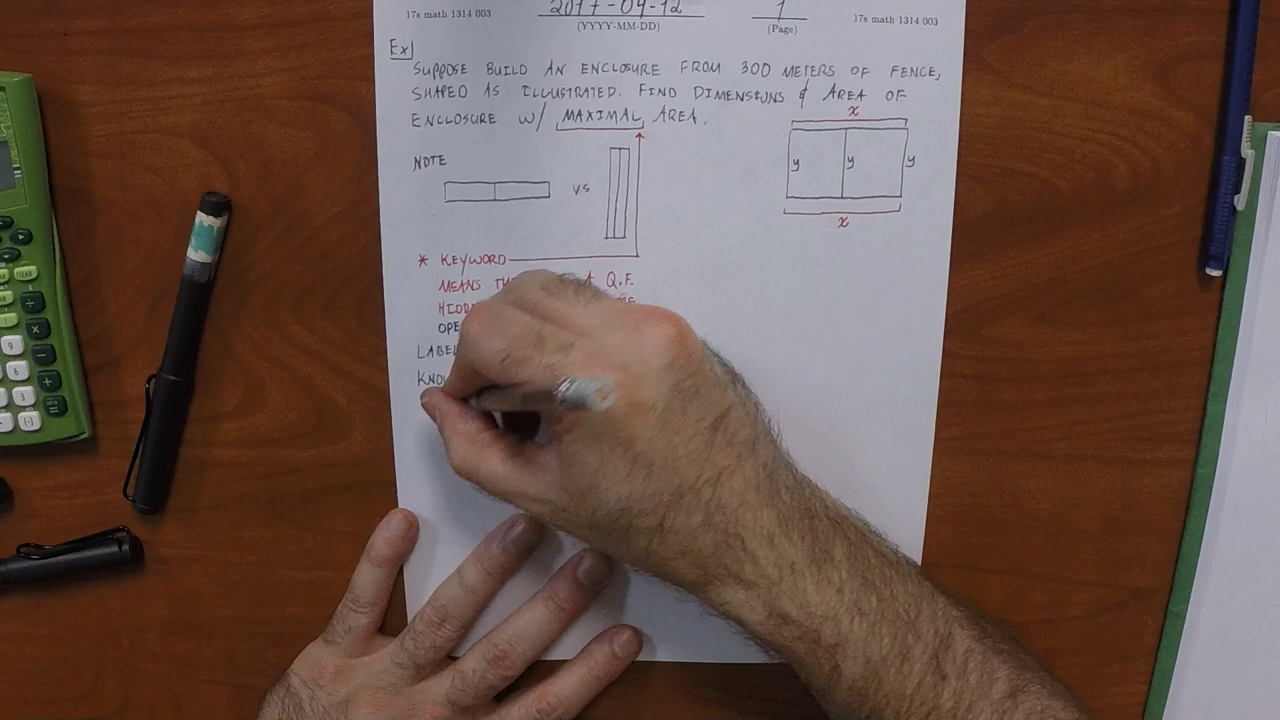 17s math 1314 003
2017-04-12
(YYYY-MM-DD)
1
(Page)
17s math 1314 003
Ex)
SUPPOSE BUILD AN ENCLOSURE FROM 300 METERS OF FENCE,
SHAPED AS ILLUSTRATED. FIND DIMENSIONS & AREA OF
ENCLOSURE W/ MAXIMAL AREA.
x
y y y
x
NOTE
VS
* KEYWORD
MEANS A Q.F.
LABEL